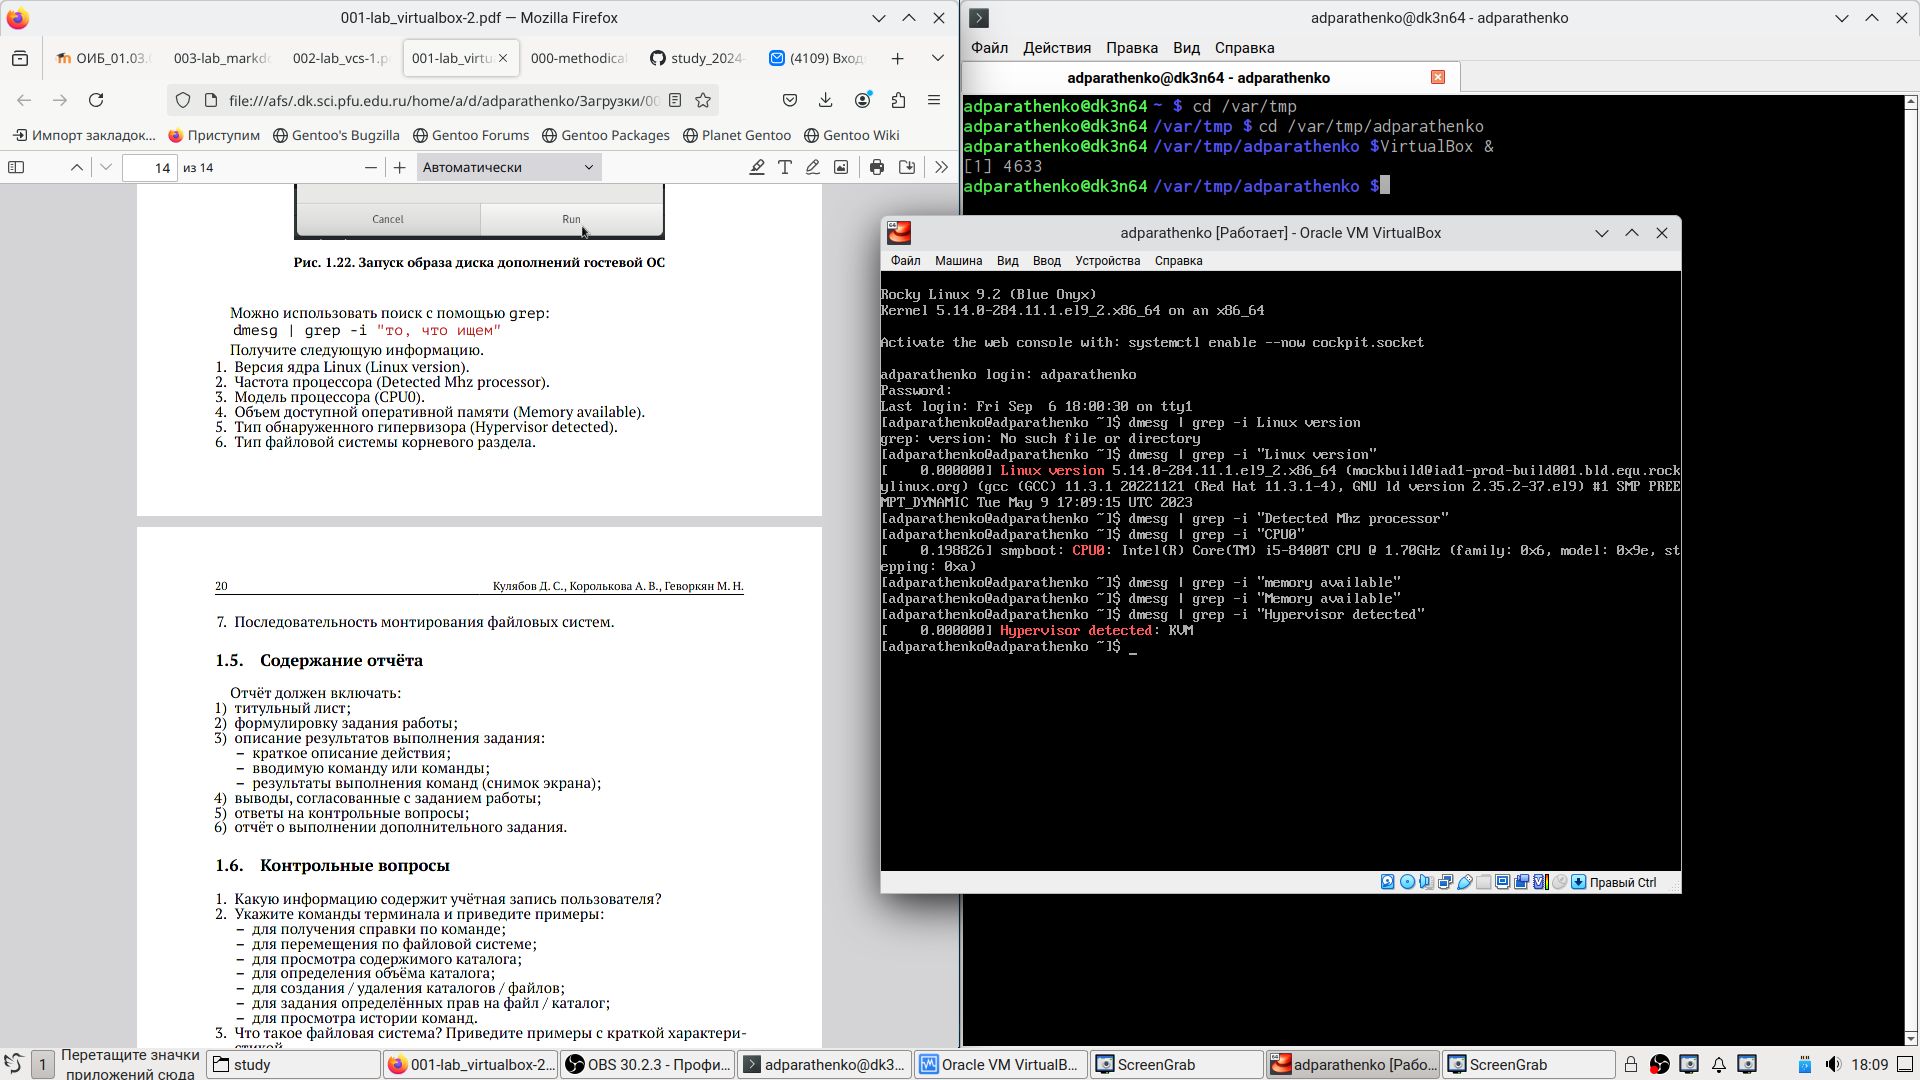 001-lab_virtualbox-2.pdf — Mozilla Firefox
ОИБ_01.03.0
003-lab_markdo
002-lab_vcs-1.p
001-lab_virtu
000-methodical
study_2024-
(4109) Вход
file:///afs/.dk.sci.pfu.edu.ru/home/a/d/adparathenko/Загрузки/00
Импорт закладок...
Приступим
Gentoo's Bugzilla
Gentoo Forums
Gentoo Packages
Planet Gentoo
Gentoo Wiki
14 из 14
Автоматически
Cancel
Run
Рис. 1.22. Запуск образа диска дополнений гостевой ОС
Можно использовать поиск с помощью grep:
dmesg | grep -i "то, что ищем"
Получите следующую информацию.
1. Версия ядра Linux (Linux version).
2. Частота процессора (Detected Mhz processor).
3. Модель процессора (CPU0).
4. Объем доступной оперативной памяти (Memory available).
5. Тип обнаруженного гипервизора (Hypervisor detected).
6. Тип файловой системы корневого раздела.
20 Кулябов Д. С., Королькова А. В., Геворкян М. Н.
7. Последовательность монтирования файловых систем.
1.5. Содержание отчёта
Отчёт должен включать:
1) титульный лист;
2) формулировку задания работы;
3) описание результатов выполнения задания:
– краткое описание действия;
– вводимую команду или команды;
– результаты выполнения команд (снимок экрана);
4) выводы, согласованные с заданием работы;
5) ответы на контрольные вопросы;
6) отчёт о выполнении дополнительного задания.
1.6. Контрольные вопросы
1. Какую информацию содержит учётная запись пользователя?
2. Укажите команды терминала и приведите примеры:
– для получения справки по команде;
– для перемещения по файловой системе;
– для просмотра содержимого каталога;
– для определения объёма каталога;
– для создания / удаления каталогов / файлов;
– для задания определённых прав на файл / каталог;
– для просмотра истории команд.
3. Что такое файловая система? Приведите примеры с краткой характери-
стикой.
adparathenko@dk3n64 - adparathenko
Файл Действия Правка Вид Справка
adparathenko@dk3n64 - adparathenko
adparathenko@dk3n64 ~ $ cd /var/tmp
adparathenko@dk3n64 /var/tmp $ cd /var/tmp/adparathenko
adparathenko@dk3n64 /var/tmp/adparathenko $VirtualBox &
[1] 4633
adparathenko@dk3n64 /var/tmp/adparathenko $
adparathenko [Работает] - Oracle VM VirtualBox
Файл Машина Вид Ввод Устройства Справка
Rocky Linux 9.2 (Blue Onyx)
Kernel 5.14.0-284.11.1.el9_2.x86_64 on an x86_64
Activate the web console with: systemctl enable --now cockpit.socket
adparathenko login: adparathenko
Password:
Last login: Fri Sep  6 18:00:30 on tty1
[adparathenko@adparathenko ~]$ dmesg | grep -i Linux version
grep: version: No such file or directory
[adparathenko@adparathenko ~]$ dmesg | grep -i "Linux version"
[    0.000000] Linux version 5.14.0-284.11.1.el9_2.x86_64 (mockbuild@iad1-prod-build001.bld.equ.rock
ylinux.org) (gcc (GCC) 11.3.1 20221121 (Red Hat 11.3.1-4), GNU ld version 2.35.2-37.el9) #1 SMP PREE
MPT_DYNAMIC Tue May 9 17:09:15 UTC 2023
[adparathenko@adparathenko ~]$ dmesg | grep -i "Detected Mhz processor"
[adparathenko@adparathenko ~]$ dmesg | grep -i "CPU0"
[    0.198826] smpboot: CPU0: Intel(R) Core(TM) i5-8400T CPU @ 1.70GHz (family: 0x6, model: 0x9e, st
epping: 0xa)
[adparathenko@adparathenko ~]$ dmesg | grep -i "memory available"
[adparathenko@adparathenko ~]$ dmesg | grep -i "Memory available"
[adparathenko@adparathenko ~]$ dmesg | grep -i "Hypervisor detected"
[    0.000000] Hypervisor detected: KVM
[adparathenko@adparathenko ~]$ _
Правый Ctrl
1
Перетащите значки
приложений сюда
study
001-lab_virtualbox-2...
OBS 30.2.3 - Профи...
adparathenko@dk3...
Oracle VM VirtualB...
ScreenGrab
adparathenko [Рабо...
ScreenGrab
18:09